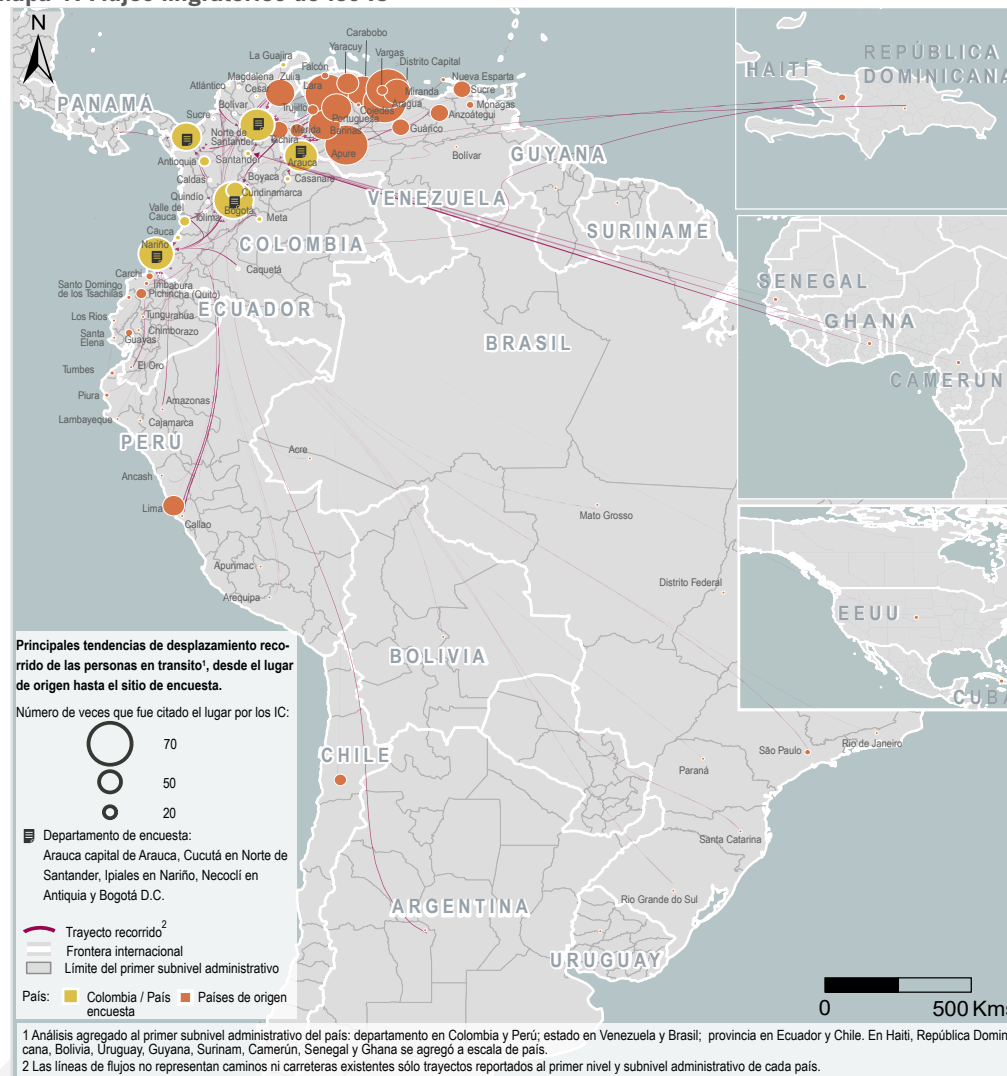 N
HAITÍ
REPÚBLICA
DOMINICANA
PANAMÁ
La Guajira
Falcón
Yaracuy
Carabobo
Vargas
Distrito Capital
Atlántico
Magdalena
Zulia
Cesar
Lara
Miranda
Nueva Esparta
Sucre
Bolívar
Trujillo
Cojedes
Aragua
Monagas
Anzoátegui
Sucre
Portuguesa
Norte de
Santander
Táchira
Mérida
Barinas
Guárico
Antioquia
Santander
Arauca
Apure
Bolívar
GUYANA
Caldas
Boyaca
Casanare
Quindío
Cundinamarca
VENEZUELA
Valle del
Cauca
Tolima
Bogotá
Meta
SURINAME
Cauca
Nariño
COLOMBIA
Carchi
Caquetá
Santo Domingo
de los Tsachilas
Imbabura
Pichincha (Quito)
SENEGAL
Los Ríos
Tungurahua
ECUADOR
GHANA
Santa
Elena
Chimborazo
Guayas
BRASIL
Tumbes
El Oro
CAMERUN
Piura
Amazonas
Lambayeque
Cajamarca
PERÚ
Acre
Ancash
Lima
Callao
Mato Grosso
Apurimac
Distrito Federal
Arequipa
EEUU
BOLIVIA
CUBA
CHILE
São Paulo
Rio de Janeiro
Paraná
Santa Catarina
Rio Grande do Sul
ARGENTINA
URUGUAY
Principales tendencias de desplazamiento reco-
rrido de las personas en transito¹, desde el lugar
de origen hasta el sitio de encuesta.
Número de veces que fue citado el lugar por los IC:
70
50
20
Departamento de encuesta:
Arauca capital de Arauca, Cucutá en Norte de
Santander, Ipiales en Nariño, Necoclí en
Antiquia y Bogotá D.C.
Trayecto recorrido²
Frontera internacional
Límite del primer subnivel administrativo
País: Colombia / País encuesta Países de origen
0 500 Kms
1 Análisis agregado al primer subnivel administrativo del país: departamento en Colombia y Perú; estado en Venezuela y Brasil; provincia en Ecuador y Chile. En Haiti, República Domin
cana, Bolivia, Uruguay, Guyana, Surinam, Camerún, Senegal y Ghana se agregó a escala de país.
2 Las líneas de flujos no representan caminos ni carreteras existentes sólo trayectos reportados al primer nivel y subnivel administrativo de cada país.